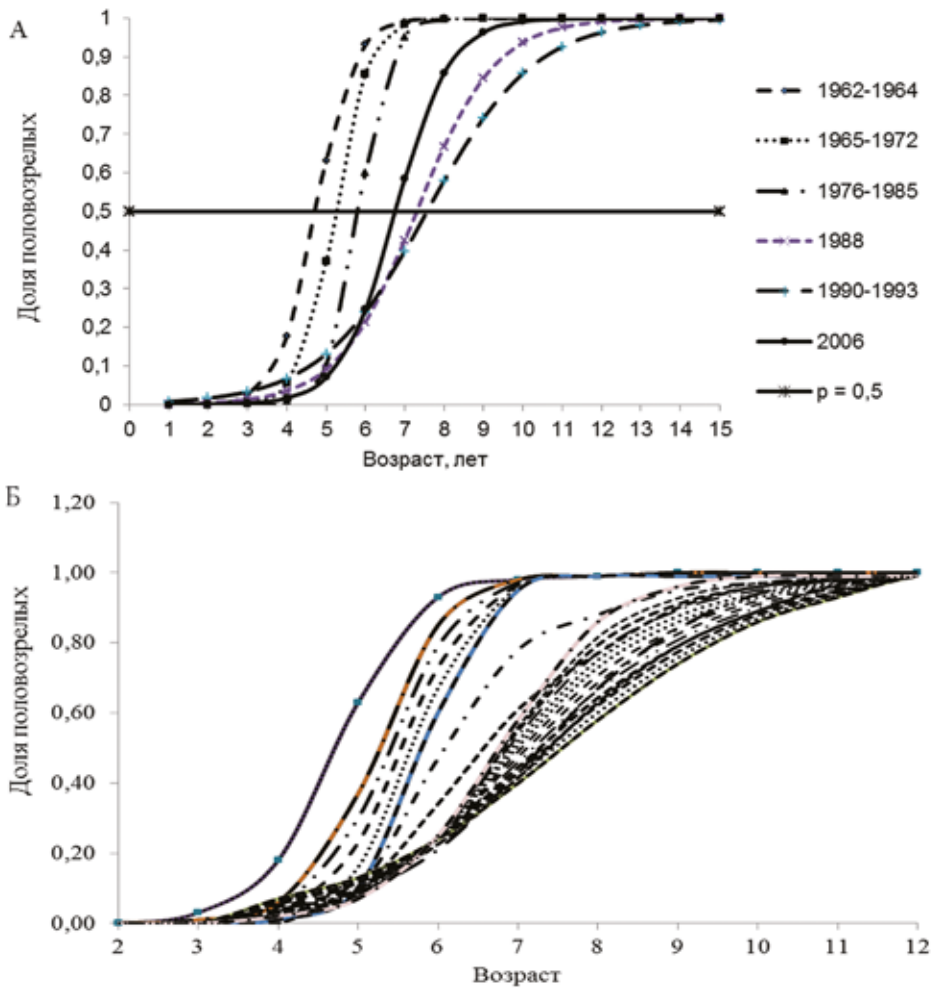 А
1
0,9
0,8
0,7
0,6
0,5
0,4
0,3
0,2
0,1
0
Доля половозрелых
0 1 2 3 4 5 6 7 8 9 10 11 12 13 14 15
Возраст, лет
1962-1964
1965-1972
1976-1985
1988
1990-1993
2006
р = 0,5
Б
1,20
1,00
0,80
0,60
0,40
0,20
0,00
Доля половозрелых
2 3 4 5 6 7 8 9 10 11 12
Возраст